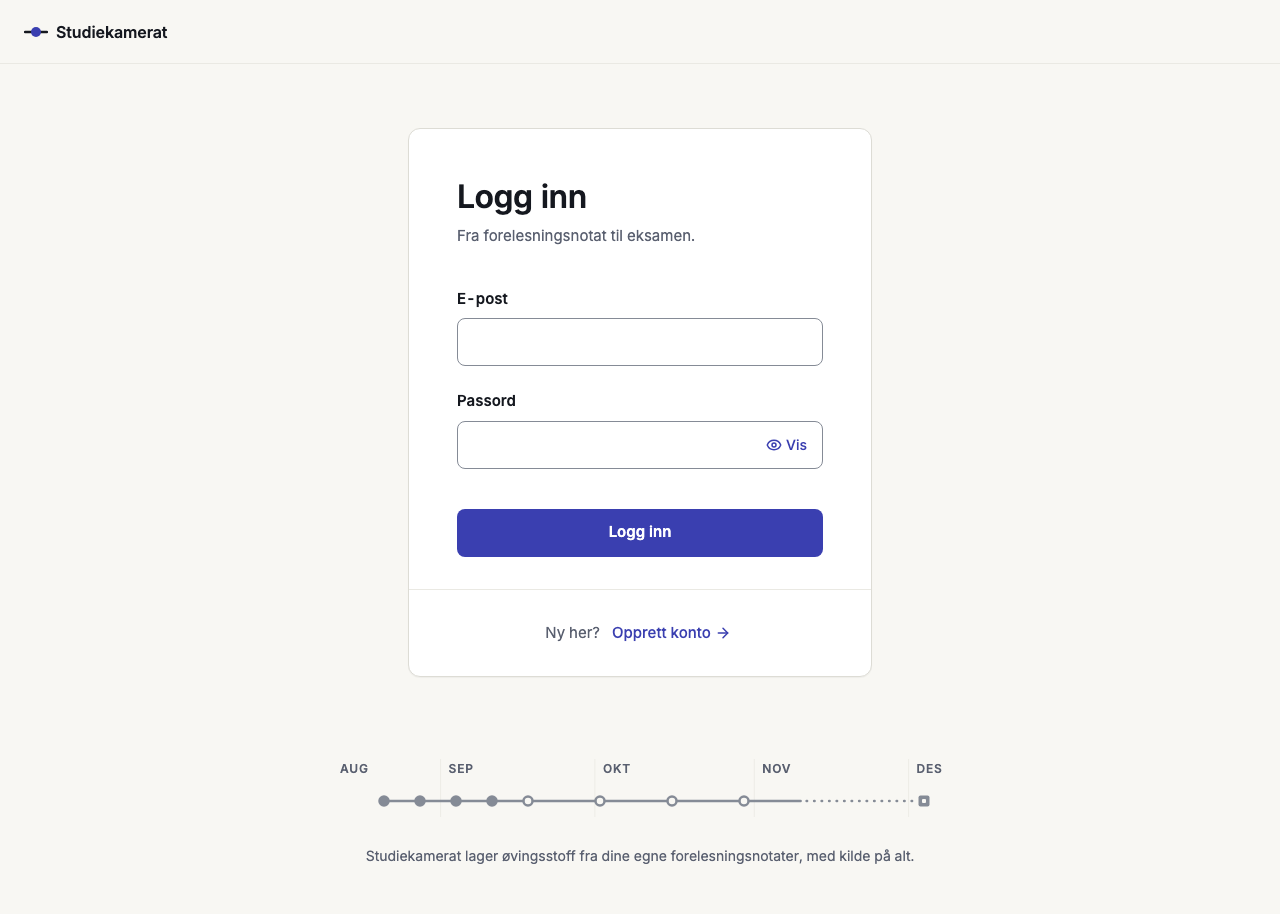 Studiekamerat
Logg inn
Fra forelesningsnotat til eksamen.
E-post
Passord
Vis
Logg inn
Ny her? Opprett konto →
AUG SEP OKT NOV DES
Studiekamerat lager øvingsstoff fra dine egne forelesningsnotater, med kilde på alt.